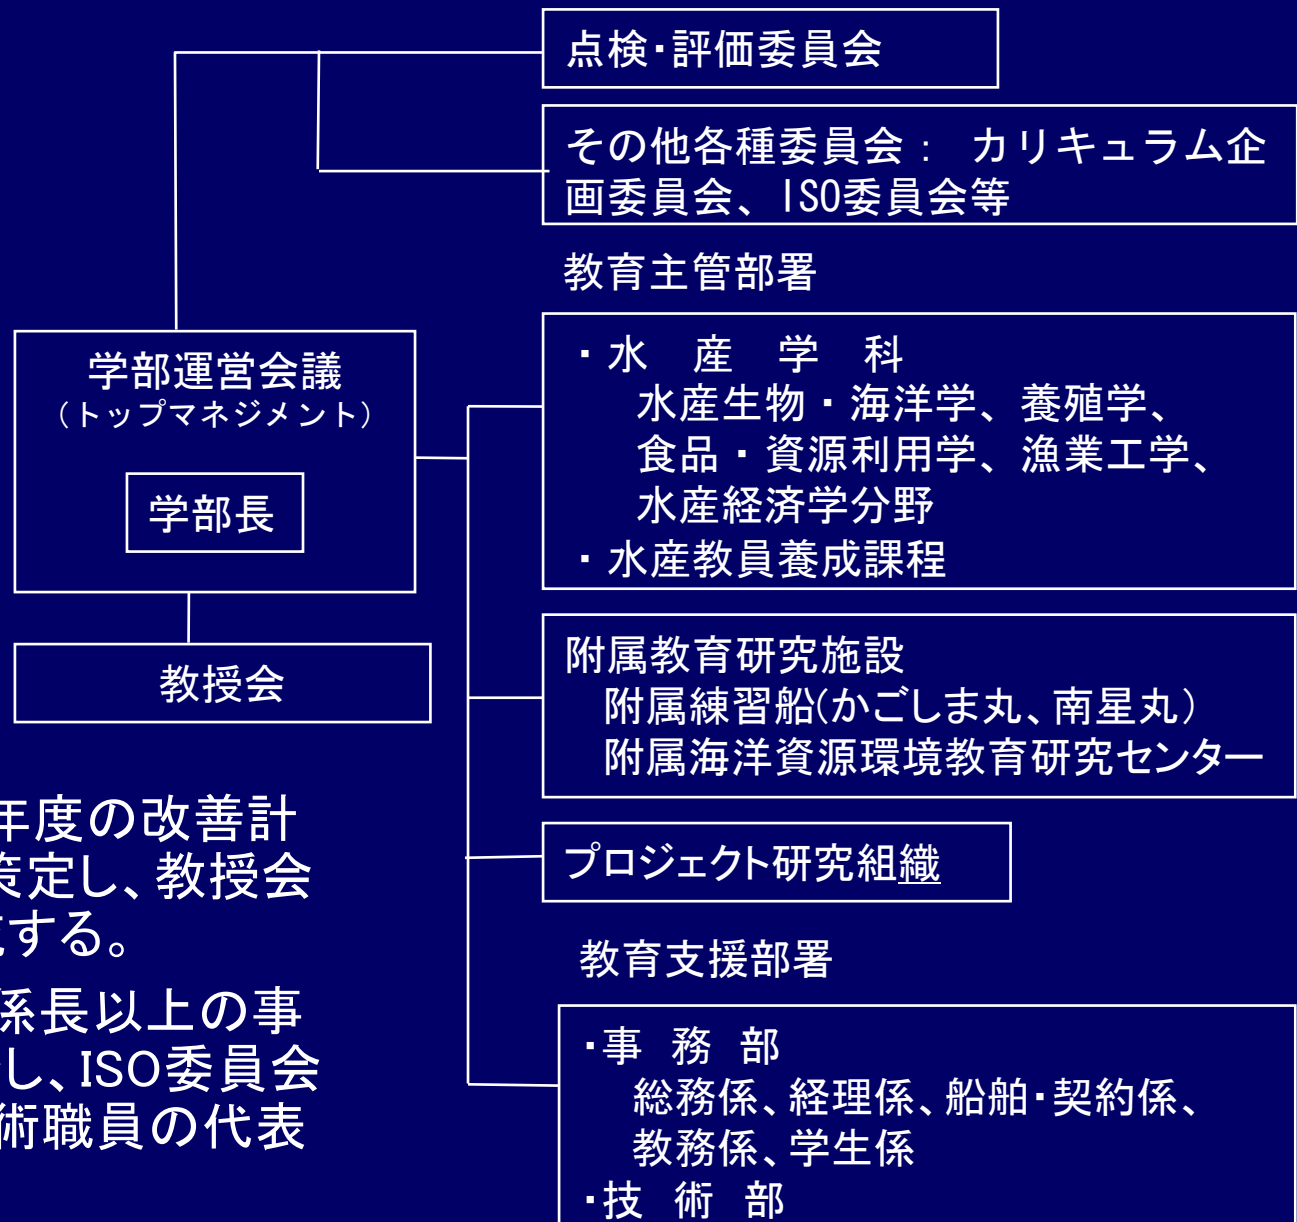 点検・評価委員会
その他各種委員会： カリキュラム企
画委員会、ISO委員会等
教育主管部署
学部運営会議
（トップマネジメント）
学部長
教授会
・水　産　学　科
水産生物・海洋学、養殖学、
食品・資源利用学、漁業工学、
水産経済学分野
・水産教員養成課程
附属教育研究施設
附属練習船(かごしま丸、南星丸）
附属海洋資源環境教育研究センター
プロジェクト研究組織
教育支援部署
・事　務　部
総務係、経理係、船舶・契約係、
教務係、学生係
・技　術　部
年度の改善計
策定し、教授会
する。
係長以上の事
し、ISO委員会
術職員の代表